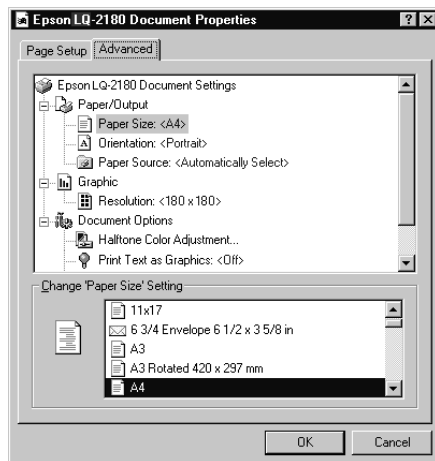 Epson LQ-2180 Document Properties
Page Setup
Advanced
Epson LQ-2180 Document Settings
Paper/Output
Paper Size: <A4>
Orientation: <Portrait>
Paper Source: <Automatically Select>
Graphic
Resolution: <180 x 180>
Document Options
Halftone Color Adjustment...
Print Text as Graphics: <Off>
Change 'Paper Size' Setting
11x17
6 3/4 Envelope 6 1/2 x 3 5/8 in
A3
A3 Rotated 420 x 297 mm
A4
OK
Cancel